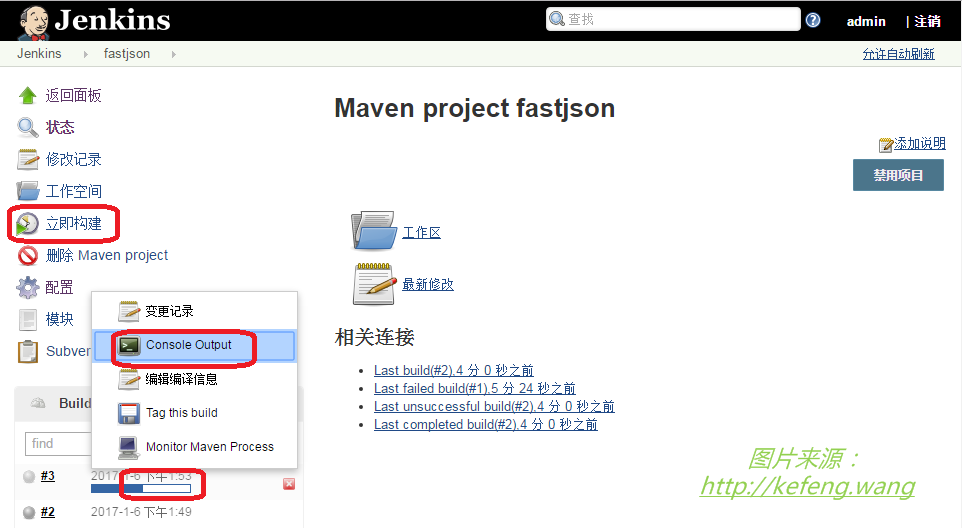 Jenkins
查找
admin
| 注销
Jenkins
fastjson
允许自动刷新
返回面板
状态
修改记录
工作空间
立即构建
删除 Maven project
配置
模块
Subver
变更记录
Console Output
编辑编译信息
Tag this build
Monitor Maven Process
Build
find
#3
2017-1-6 下午1:53
#2
2017-1-6 下午1:49
Maven project fastjson
添加说明
禁用项目
工作区
最新修改
相关连接
Last build(#2),4 分 0 秒之前
Last failed build(#1),5 分 24 秒之前
Last unsuccessful build(#2),4 分 0 秒之前
Last completed build(#2),4 分 0 秒之前
图片来源：
http://kefeng.wang